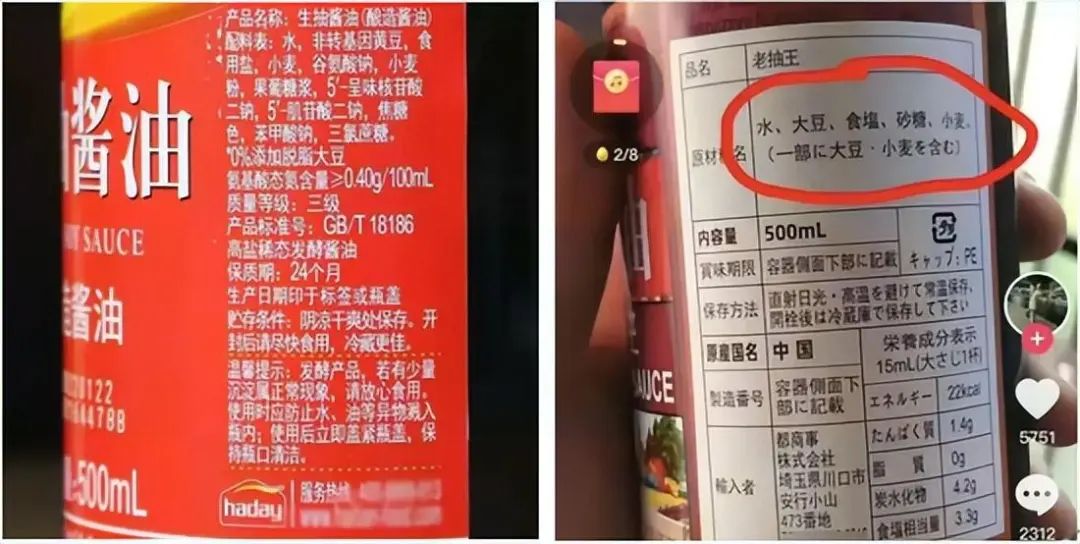 酱油
SAUCE
酱油
500mL
产品名称：生抽酱油(酿造酱油)
配料表：水，非转基因黄豆，食
用盐，小麦，谷氨酸钠，小麦
粉，果葡糖浆，5'-呈味核苷酸
二钠，5'-肌苷酸二钠，焦糖
色，苯甲酸钠，三氯蔗糖。
*0%添加脱脂大豆
氨基酸态氮含量≥0.40g/100mL
质量等级：三级
产品标准号：GB/T 18186
高盐稀态发酵酱油
保质期：24个月
生产日期印于标签或瓶盖
贮存条件：阴凉干爽处保存。开
封后请尽快食用，冷藏更佳。
温馨提示：发酵产品，若有少量
沉淀属正常现象，请放心食用。
使用时应防止水、油等异物溅入
瓶内；使用后立即盖紧瓶盖，保
持瓶口清洁。
haday
服务热线
2/8
品名
老抽王
原材料名
水、大豆、食塩、砂糖、小麦、
(一部に大豆・小麦を含む)
内容量
500mL
賞味期限
容器側面下部に記載
キャップ：PE
保存方法
直射日光・高温を避けて常温保存、
開栓後は冷蔵庫で保存して下さい
原産国名
中国
製造番号
容器側面下
部に記載
輸入者
都商事
株式会社
埼玉県川口市
安行小山
473番地
栄養成分表示
15mL(大さじ1杯)
エネルギー 22kcal
たんぱく質 1.4g
脂質 0g
炭水化物 4.2g
食塩相当量 3.3g
SAUCE
5751
2312